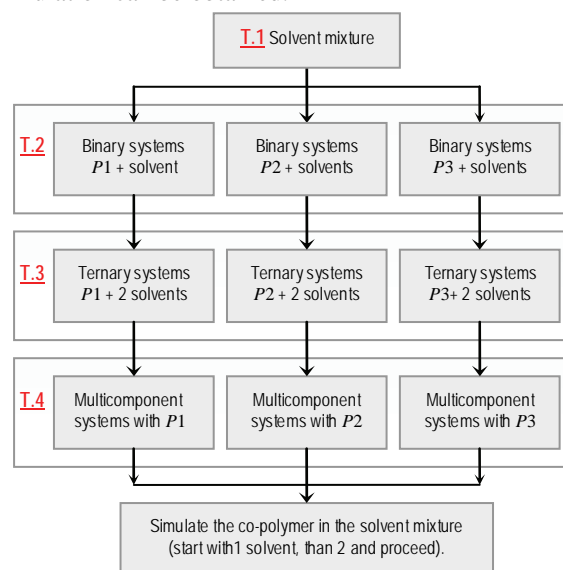 T.1 Solvent mixture
T.2
Binary systems
P1 + solvent
Binary systems
P2 + solvents
Binary systems
P3 + solvents
T.3
Ternary systems
P1 + 2 solvents
Ternary systems
P2 + 2 solvents
Ternary systems
P3+ 2 solvents
T.4
Multicomponent
systems with P1
Multicomponent
systems with P2
Multicomponent
systems with P3
Simulate the co-polymer in the solvent mixture
(start with1 solvent, than 2 and proceed).